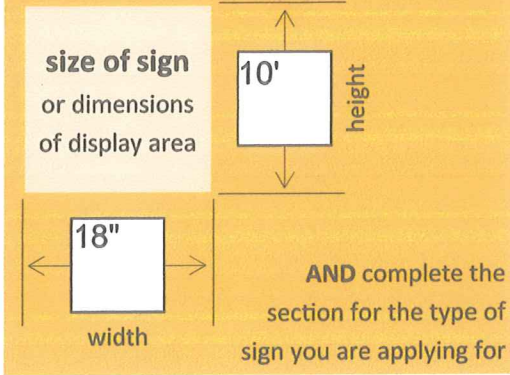 size of sign
or dimensions
of display area
10'
height
18"
width
AND complete the
section for the type of
sign you are applying for